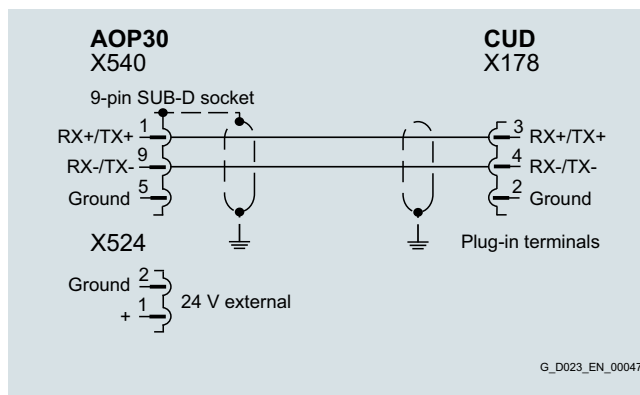 AOP30
X540
CUD
X178
9-pin SUB-D socket
RX+/TX+ 1
3 RX+/TX+
RX-/TX- 9
4 RX-/TX-
Ground 5
2 Ground
X524
Plug-in terminals
Ground 2
24 V external
+ 1
G_D023_EN_00047